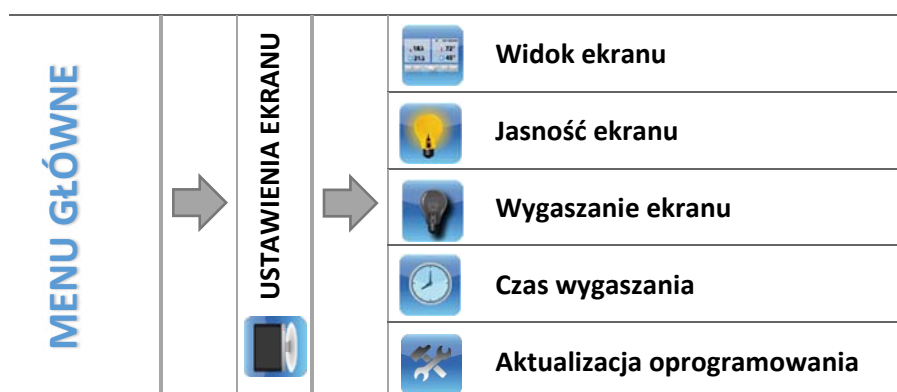 MENU GŁÓWNE
USTAWIENIA EKRANU
Widok ekranu
Jasność ekranu
Wygaszanie ekranu
Czas wygaszania
Aktualizacja oprogramowania